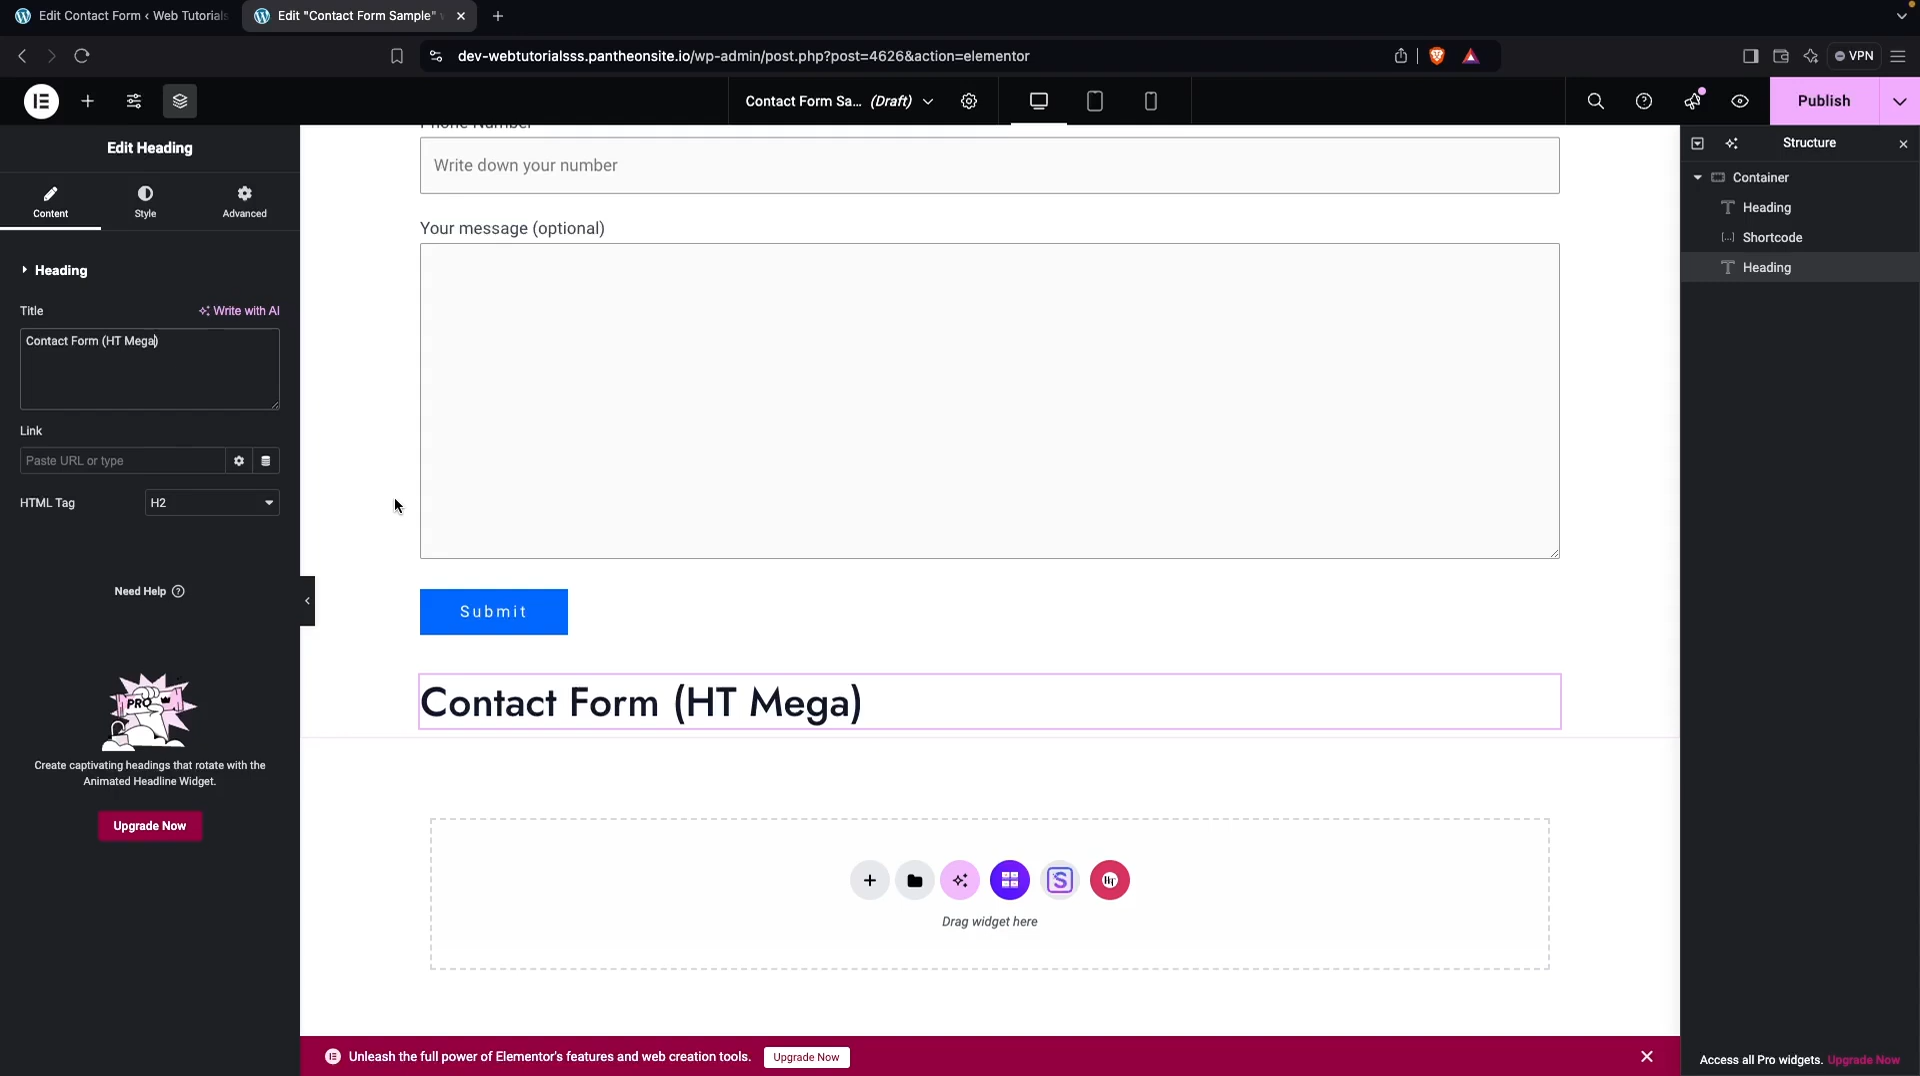 Edit Contact Form ‹ Web Tutorials
Edit "Contact Form Sample"
dev-webtutorialsss.pantheonsite.io/wp-admin/post.php?post=4626&action=elementor
VPN
Contact Form Sa... (Draft)
Publish
Edit Heading
Content
Style
Advanced
Heading
Title
Write with AI
Contact Form (HT Mega)
Link
Paste URL or type
HTML Tag
H2
Need Help
PRO
Create captivating headings that rotate with the
Animated Headline Widget.
Upgrade Now
Phone Number
Write down your number
Your message (optional)
Submit
Contact Form (HT Mega)
Drag widget here
Unleash the full power of Elementor's features and web creation tools.
Upgrade Now
Structure
Container
Heading
Shortcode
Heading
Access all Pro widgets. Upgrade Now